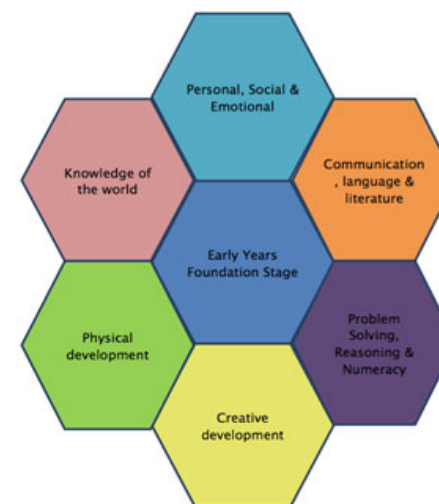 Personal, Social &
Emotional
Knowledge of
the world
Communication
, language &
literature
Early Years
Foundation Stage
Physical
development
Problem
Solving,
Reasoning &
Numeracy
Creative
development